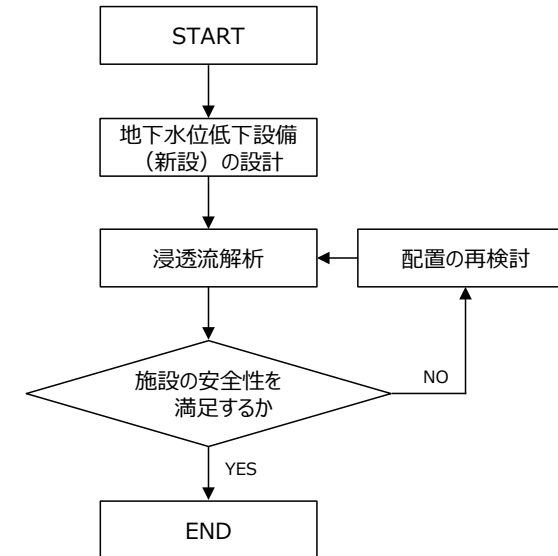 START
地下水位低下設備
（新設）の設計
浸透流解析
配置の再検討
施設の安全性を
満足するか
NO
YES
END